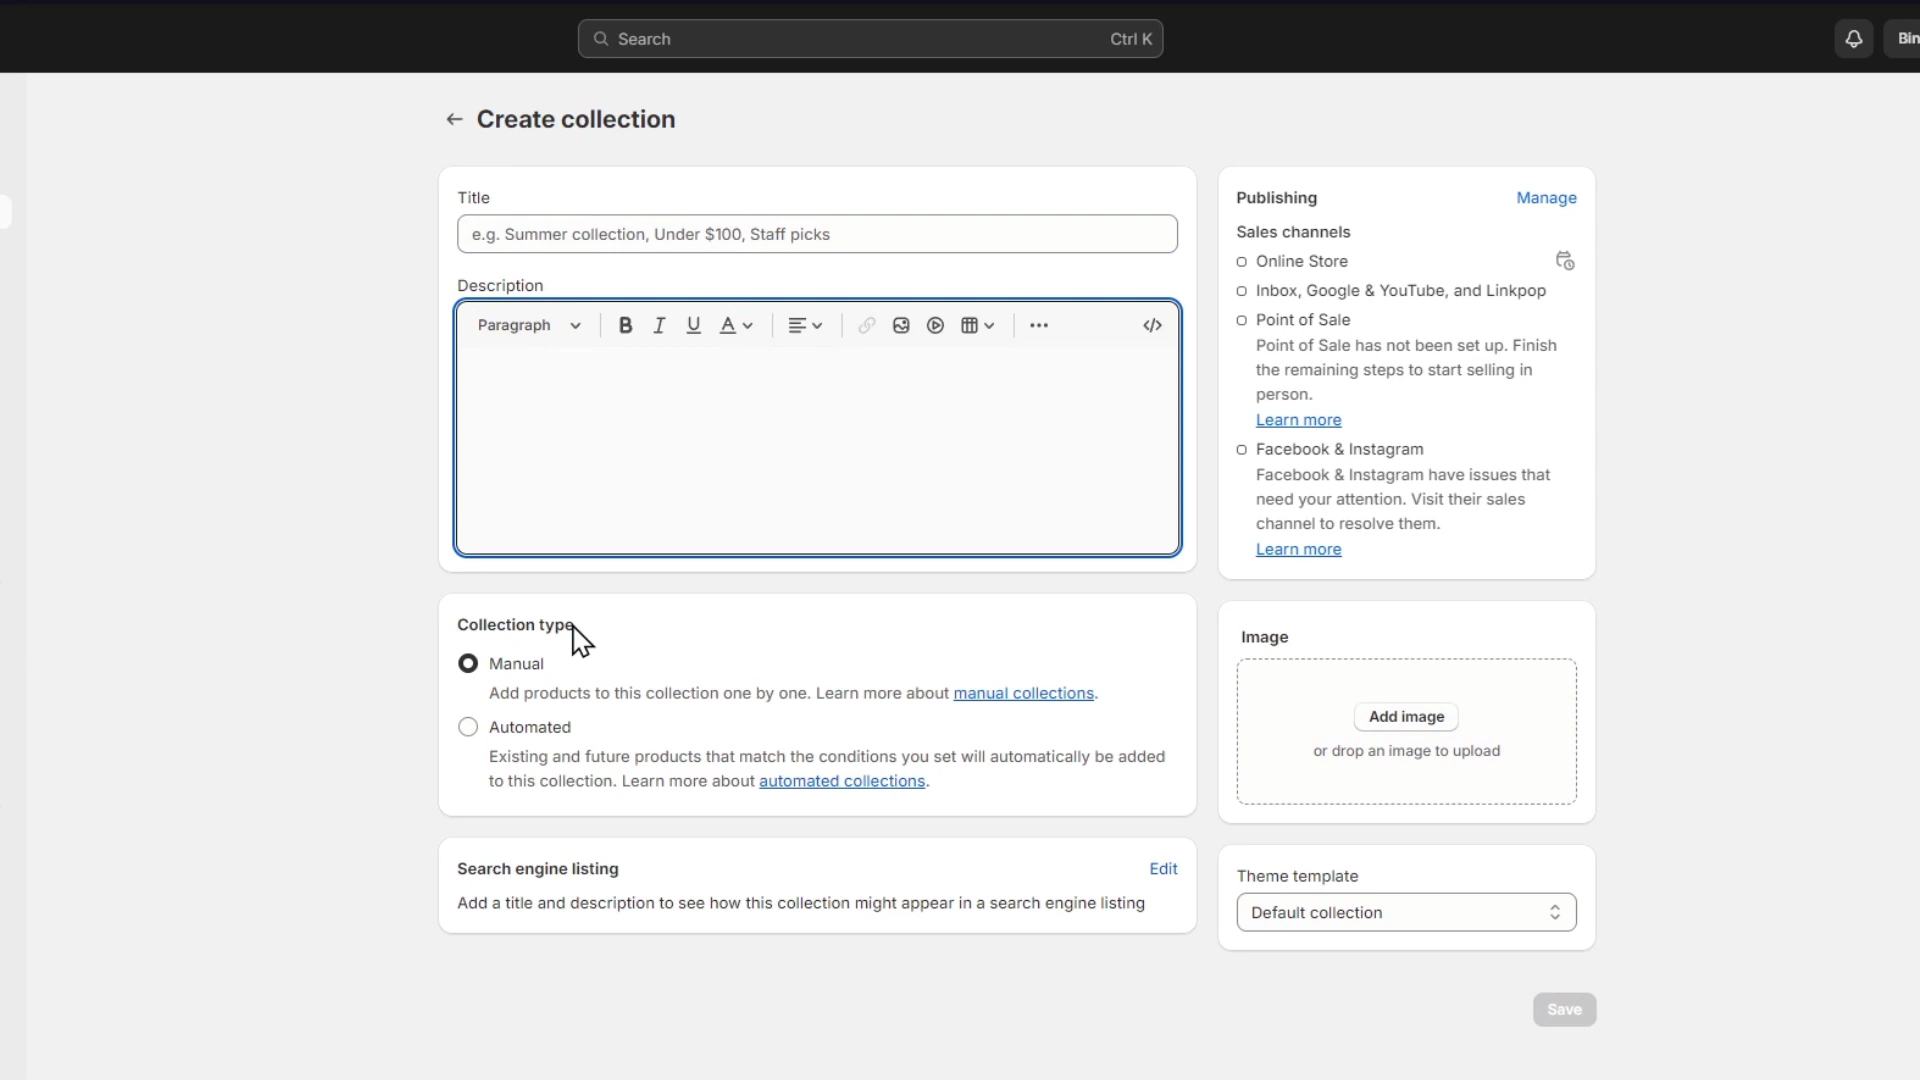 Search Ctrl K
Bin
Create collection
Title
e.g. Summer collection, Under $100, Staff picks
Description
Paragraph B I U A
Collection type
Manual
Add products to this collection one by one. Learn more about manual collections.
Automated
Existing and future products that match the conditions you set will automatically be added
to this collection. Learn more about automated collections.
Search engine listing Edit
Add a title and description to see how this collection might appear in a search engine listing
Publishing Manage
Sales channels
Online Store
Inbox, Google & YouTube, and Linkpop
Point of Sale
Point of Sale has not been set up. Finish
the remaining steps to start selling in
person.
Learn more
Facebook & Instagram
Facebook & Instagram have issues that
need your attention. Visit their sales
channel to resolve them.
Learn more
Image
Add image
or drop an image to upload
Theme template
Default collection
Save